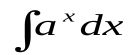 ∫a^x dx